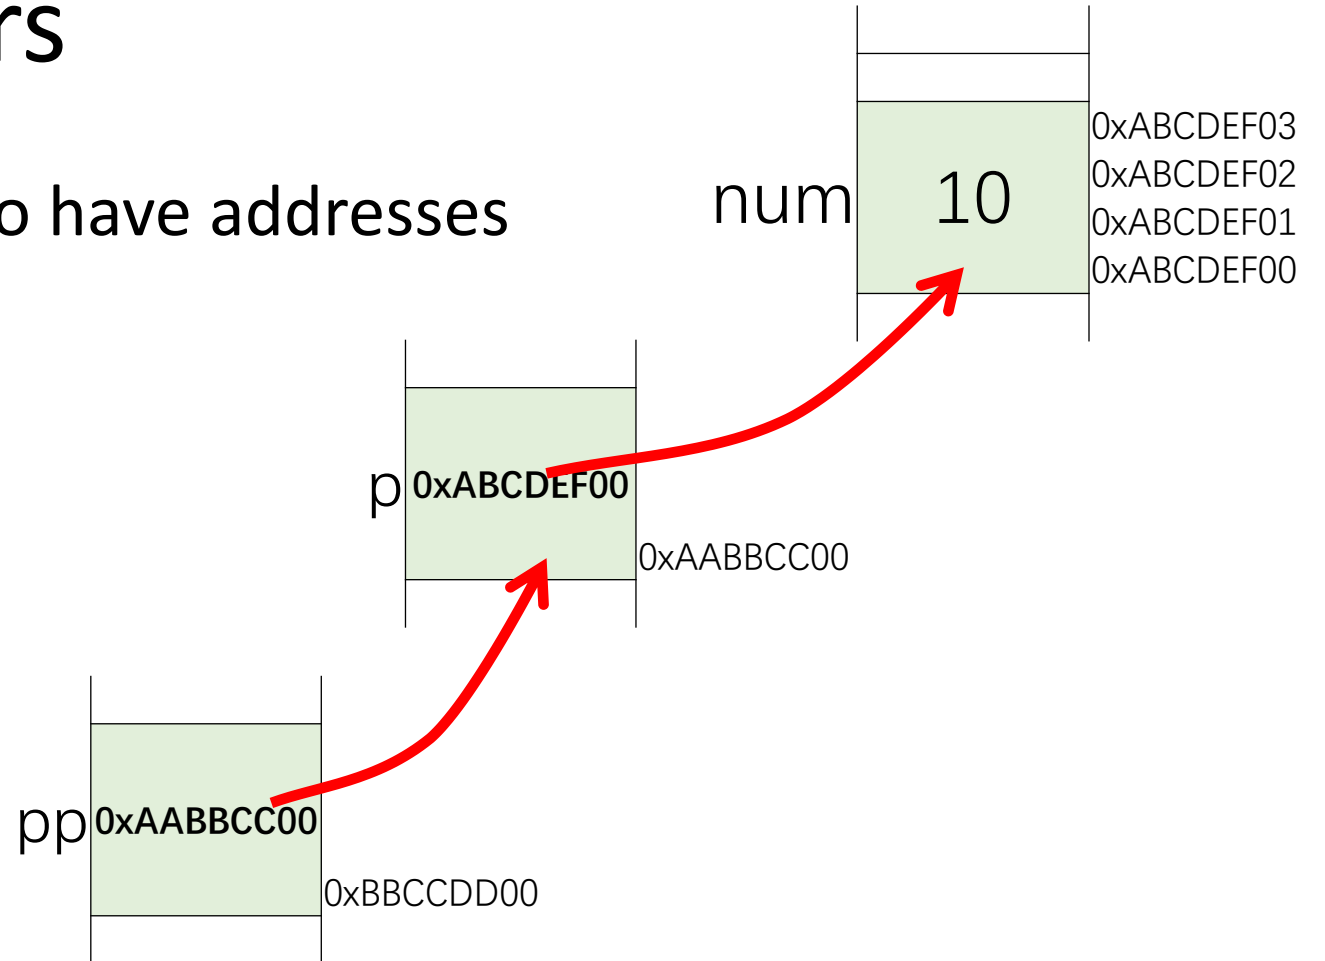 rs
o have addresses
num
10
0xABCDEF03
0xABCDEF02
0xABCDEF01
0xABCDEF00
p
0xABCDEF00
0xAABBCC00
pp
0xAABBCC00
0xBBCCDD00